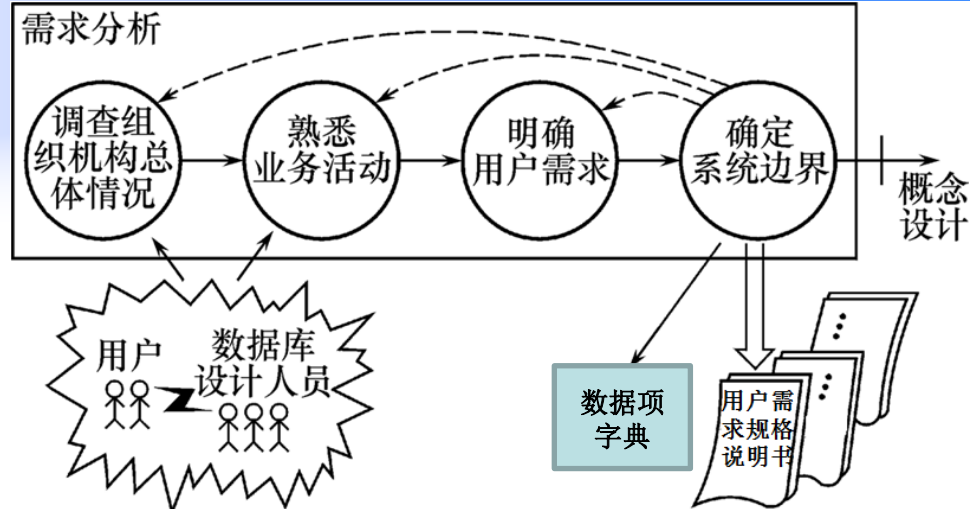 需求分析
调查组
织机构总
体情况
熟悉
业务活动
明确
用户需求
确定
系统边界
概念
设计
用户
数据库
设计人员
数据项
字典
用户需
求规格
说明书